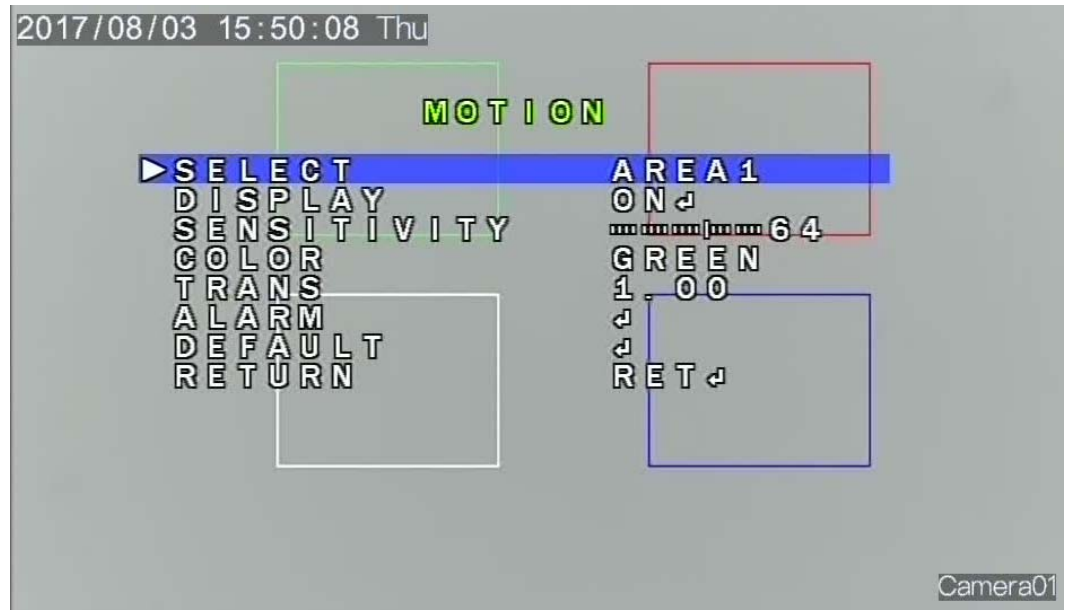 2017/08/03 15:50:08 Thu
MOTION
SELECT AREA1
DISPLAY ON↲
SENSITIVITY 64
COLOR GREEN
TRANS 1.00
ALARM ↲
DEFAULT ↲
RETURN RET↲
Camera01